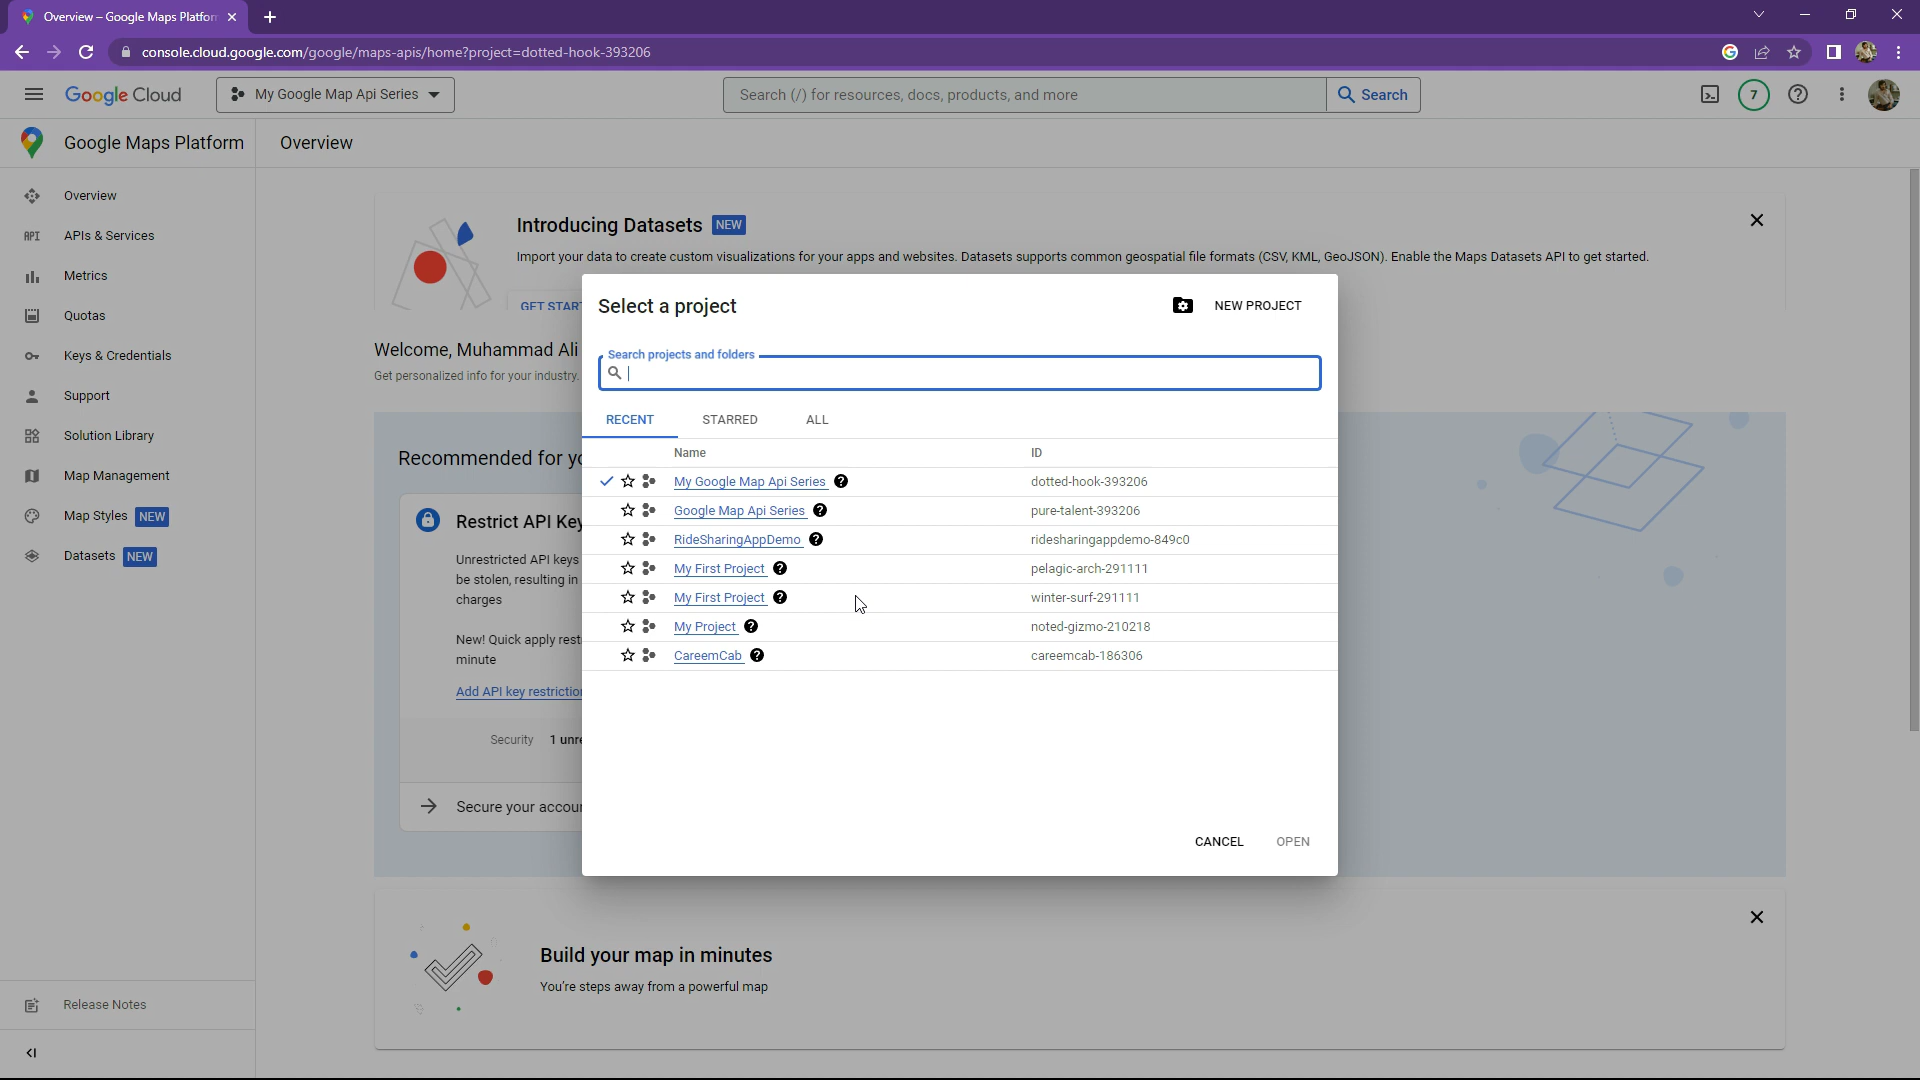 Overview – Google Maps Platfor
console.cloud.google.com/google/maps-apis/home?project=dotted-hook-393206
Google Cloud
My Google Map Api Series
Search (/) for resources, docs, products, and more
Search
7
Google Maps Platform
Overview
Overview
API APIs & Services
Metrics
Quotas
Keys & Credentials
Support
Solution Library
Map Management
Map Styles NEW
Datasets NEW
Release Notes
Introducing Datasets NEW
Import your data to create custom visualizations for your apps and websites. Datasets supports common geospatial file formats (CSV, KML, GeoJSON). Enable the Maps Datasets API to get started.
GET START
Welcome, Muhammad Ali
Get personalized info for your industry.
Recommended for yo
Restrict API Key
Unrestricted API keys
be stolen, resulting in
charges
New! Quick apply rest
minute
Add API key restriction
Security 1 unre
Secure your accoun
Select a project
NEW PROJECT
Search projects and folders
RECENT STARRED ALL
Name ID
My Google Map Api Series dotted-hook-393206
Google Map Api Series pure-talent-393206
RideSharingAppDemo ridesharingappdemo-849c0
My First Project pelagic-arch-291111
My First Project winter-surf-291111
My Project noted-gizmo-210218
CareemCab careemcab-186306
CANCEL OPEN
Build your map in minutes
You're steps away from a powerful map